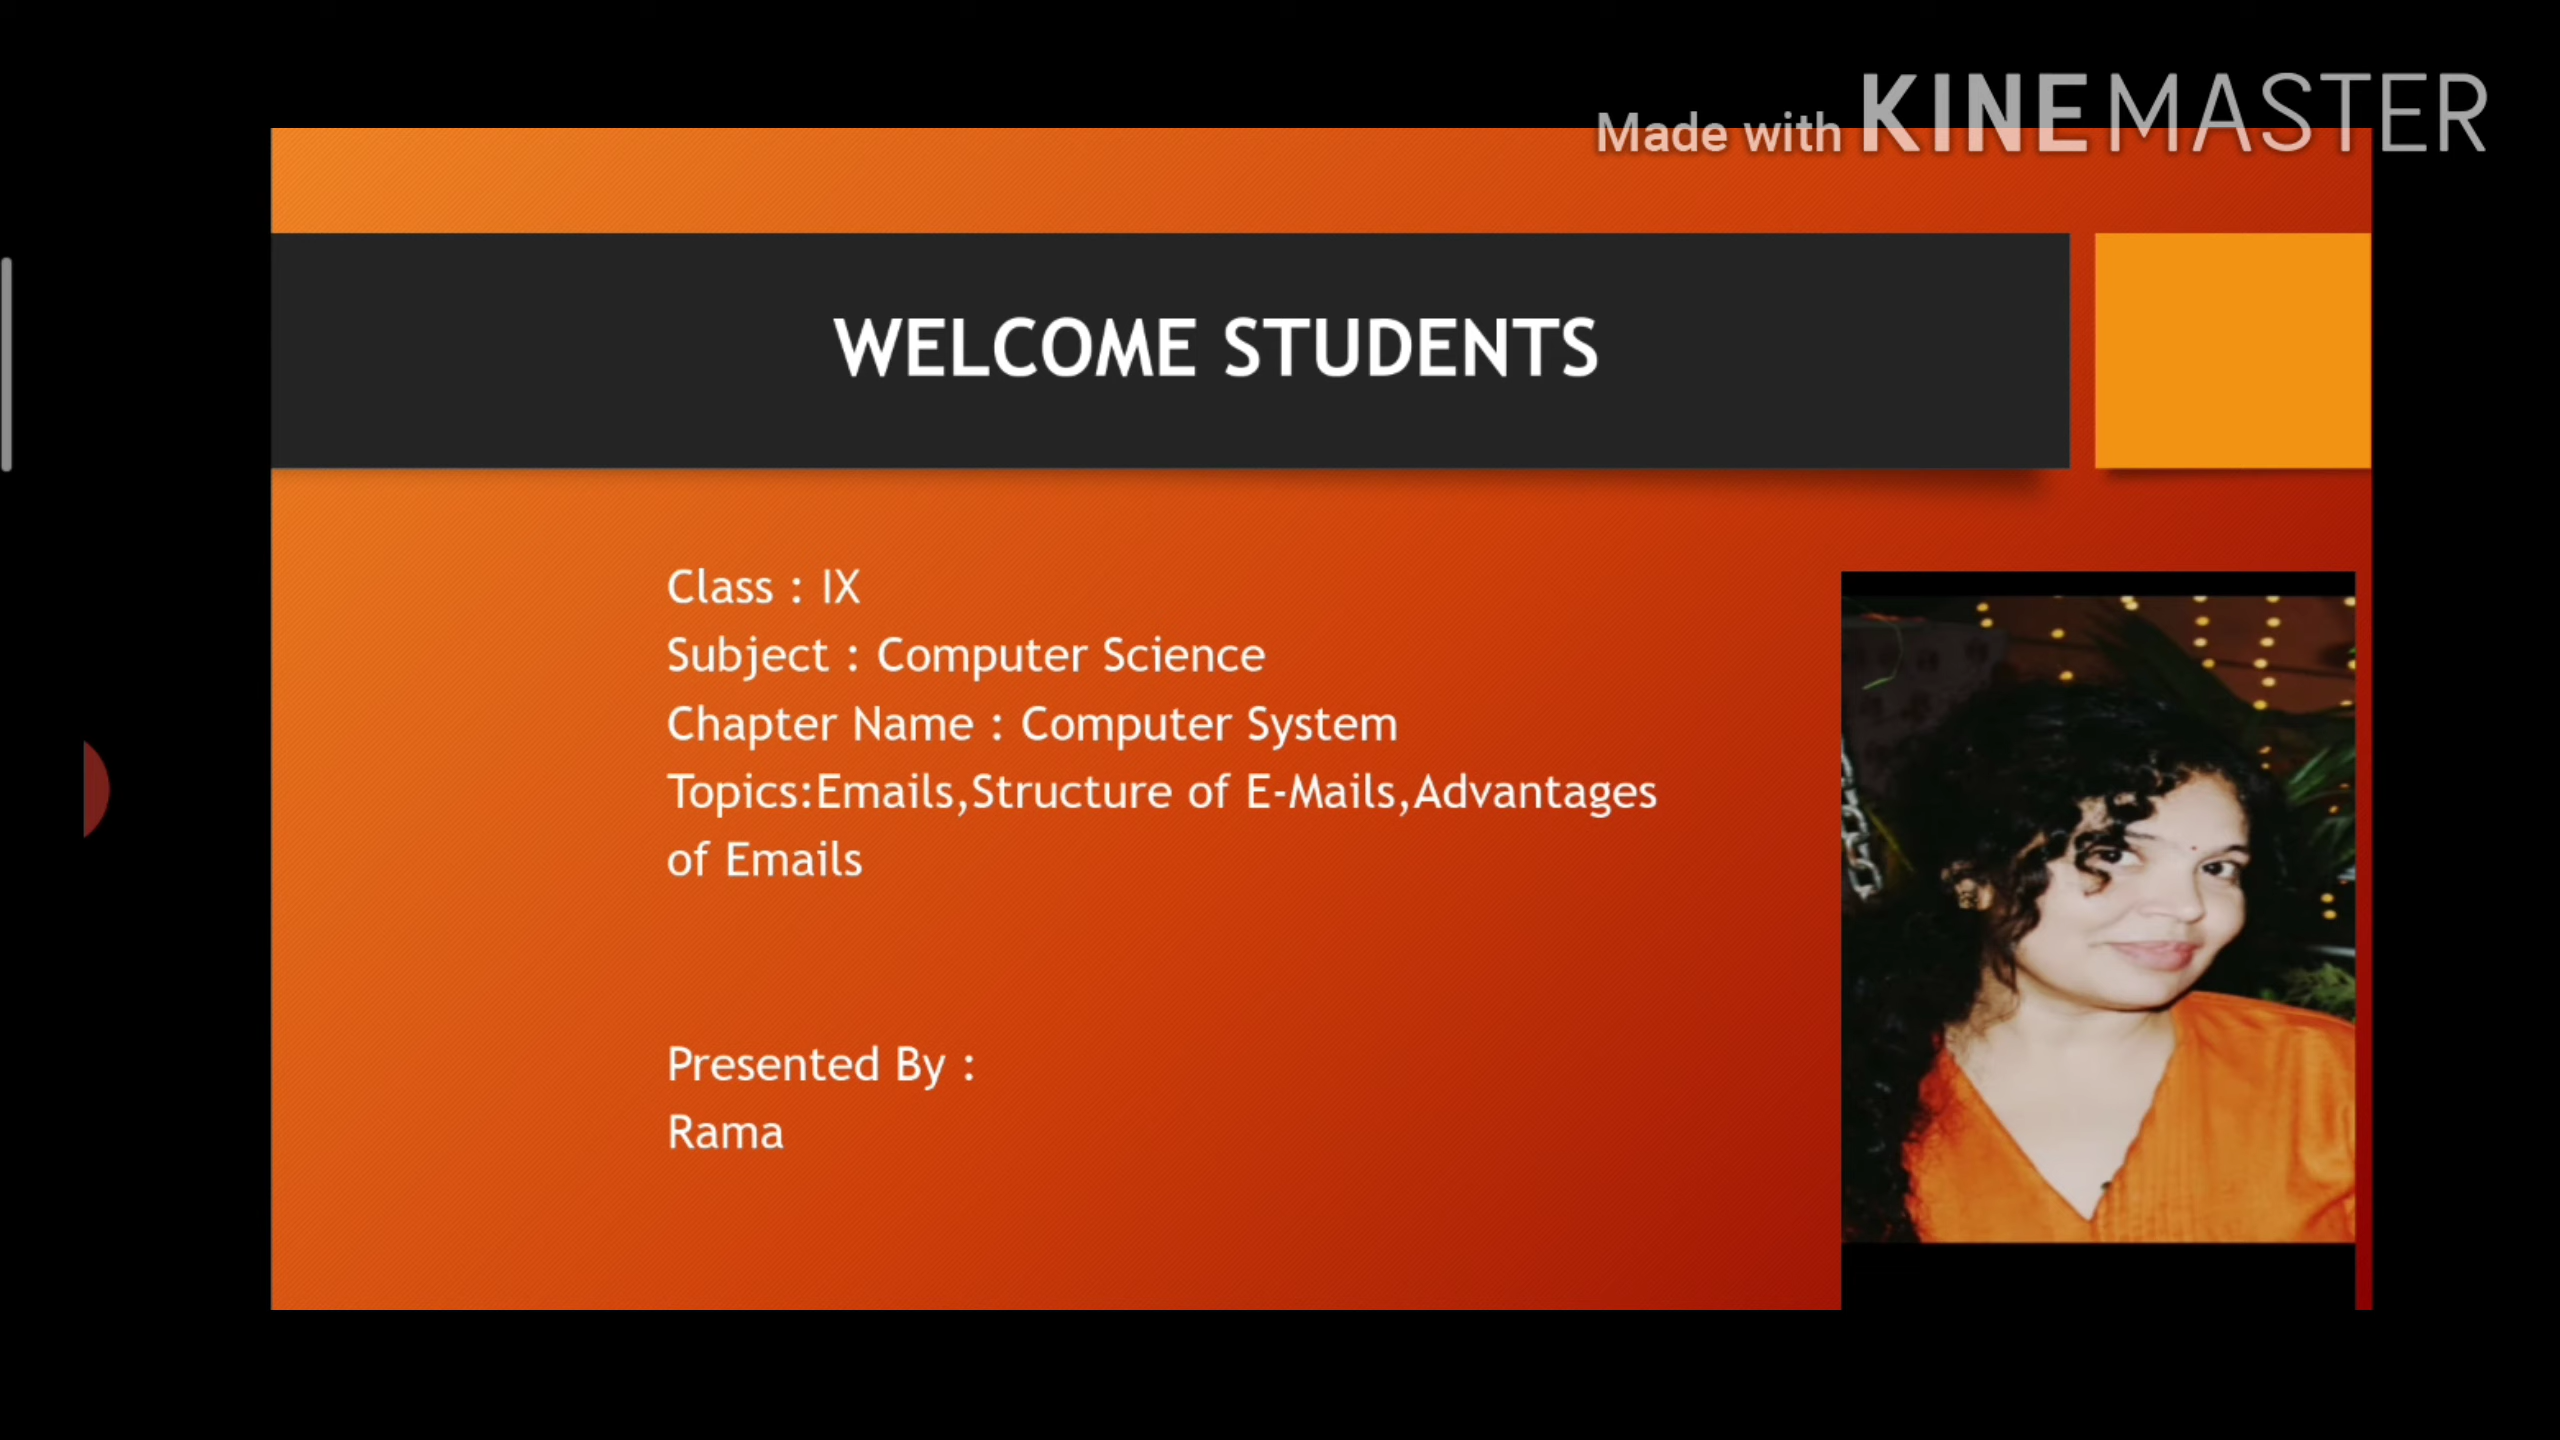 Made with KINEMASTER
WELCOME STUDENTS
Class : IX
Subject : Computer Science
Chapter Name : Computer System
Topics:Emails,Structure of E-Mails,Advantages
of Emails
Presented By :
Rama